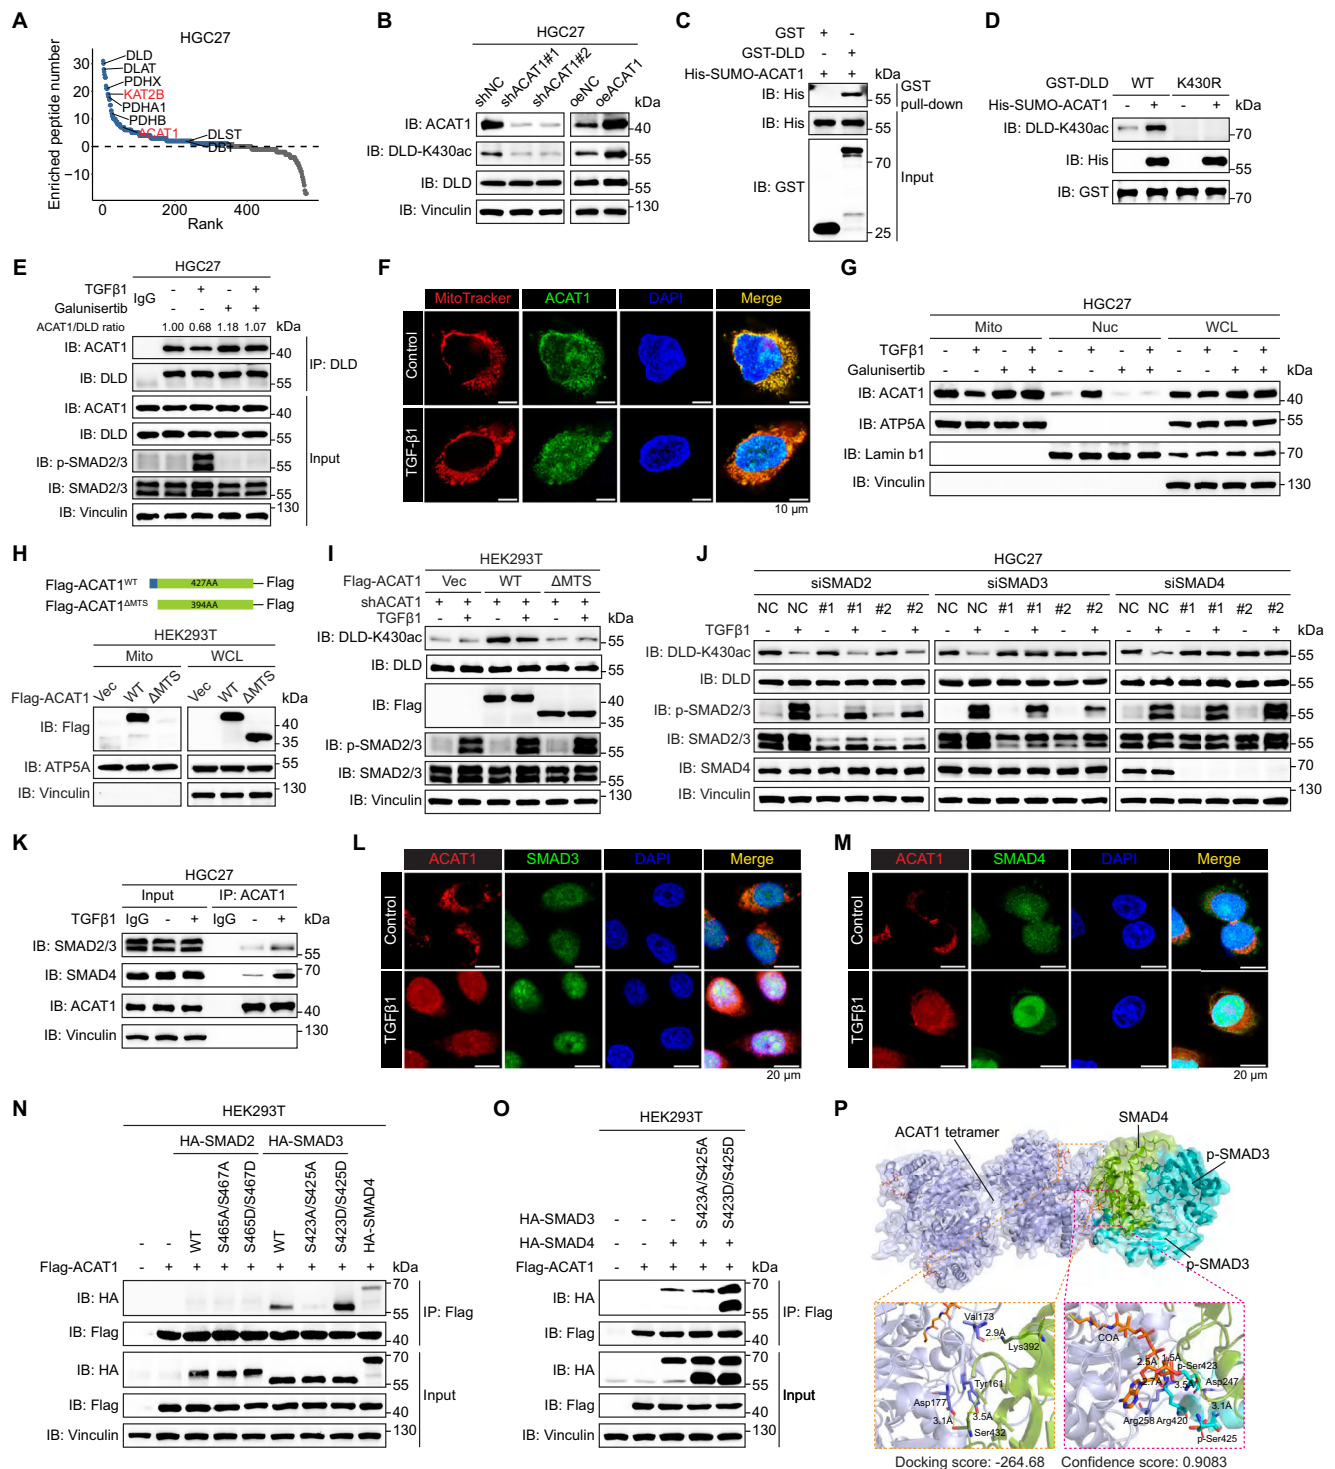 A
HGC27
Enriched peptide number
30
20
10
0
−10
DLD
DLAT
PDHX
KAT2B
PDHA1
PDHB
ACAT1
DLST
DBT
0 200 400
Rank
B
HGC27
shNC shACAT1#1 shACAT1#2 oeNC oeACAT1
kDa
IB: ACAT1 40
IB: DLD-K430ac 55
IB: DLD 55
IB: Vinculin 130
C
GST + -
GST-DLD - +
His-SUMO-ACAT1 + + kDa
IB: His 55
GST pull-down
IB: His 55
IB: GST 70
25
Input
D
GST-DLD WT K430R
His-SUMO-ACAT1 - + - + kDa
IB: DLD-K430ac 70
IB: His 55
IB: GST 70
E
HGC27
TGFβ1 - + - +
IgG
Galunisertib - - + +
ACAT1/DLD ratio 1.00 0.68 1.18 1.07 kDa
IB: ACAT1 40
IB: DLD 55
IP: DLD
IB: ACAT1 40
IB: DLD 55
IB: p-SMAD2/3 55
IB: SMAD2/3 55
IB: Vinculin 130
Input
F
MitoTracker ACAT1 DAPI Merge
Control
TGF-β1
10 µm
G
HGC27
Mito Nuc WCL
TGFβ1 - + - + - + - + - + - +
Galunisertib - - + + - - + + - - + + kDa
IB: ACAT1 40
IB: ATP5A 55
IB: Lamin b1 70
IB: Vinculin 130
H
Flag-ACAT1WT 427AA Flag
Flag-ACAT1ΔMTS 394AA Flag
HEK293T
Mito WCL
Flag-ACAT1 Vec WT ΔMTS Vec WT ΔMTS kDa
IB: Flag 40
35
IB: ATP5A 55
IB: Vinculin 130
I
HEK293T
Flag-ACAT1 Vec WT ΔMTS
shACAT1 + + + + + +
TGFβ1 - + - + - + kDa
IB: DLD-K430ac 55
IB: DLD 55
IB: Flag 40
35
IB: p-SMAD2/3 55
IB: SMAD2/3 55
IB: Vinculin 130
J
HGC27
siSMAD2 siSMAD3 siSMAD4
NC NC #1 #1 #2 #2 NC NC #1 #1 #2 #2 NC NC #1 #1 #2 #2
TGFβ1 - + - + - + - + - + - + - + - + - + kDa
IB: DLD-K430ac 55
IB: DLD 55
IB: p-SMAD2/3 55
IB: SMAD2/3 55
IB: SMAD4 70
IB: Vinculin 130
K
HGC27
Input IP: ACAT1
TGFβ1 IgG - + IgG - + kDa
IB: SMAD2/3 55
IB: SMAD4 70
IB: ACAT1 40
IB: Vinculin 130
L
ACAT1 SMAD3 DAPI Merge
Control
TGFβ1
20 µm
M
ACAT1 SMAD4 DAPI Merge
Control
TGFβ1
20 µm
N
HEK293T
HA-SMAD2 HA-SMAD3
WT S465A/S467A S465D/S467D WT S423A/S425A S423D/S425D HA-SMAD4
- -
Flag-ACAT1 - + + + + + + + + kDa
IB: HA 70
55
IB: Flag 40
IP: Flag
IB: HA 70
55
IB: Flag 40
IB: Vinculin 130
Input
O
HEK293T
HA-SMAD3 - - - S423A/S425A S423D/S425D
HA-SMAD4 - - + + +
Flag-ACAT1 - + + + + kDa
IB: HA 70
55
IB: Flag 40
IP: Flag
IB: HA 70
55
IB: Flag 40
IB: Vinculin 130
Input
P
SMAD4
ACAT1 tetramer
p-SMAD3
p-SMAD3
Val173
2.9Å
Lys392
Tyr161
Asp177
3.1Å
3.5Å
Ser432
COA
2.5Å
1.5Å
p-Ser423
2.7Å
3.5Å
Asp247
3.1Å
Arg258
Arg420
p-Ser425
Docking score: -264.68 Confidence score: 0.9083